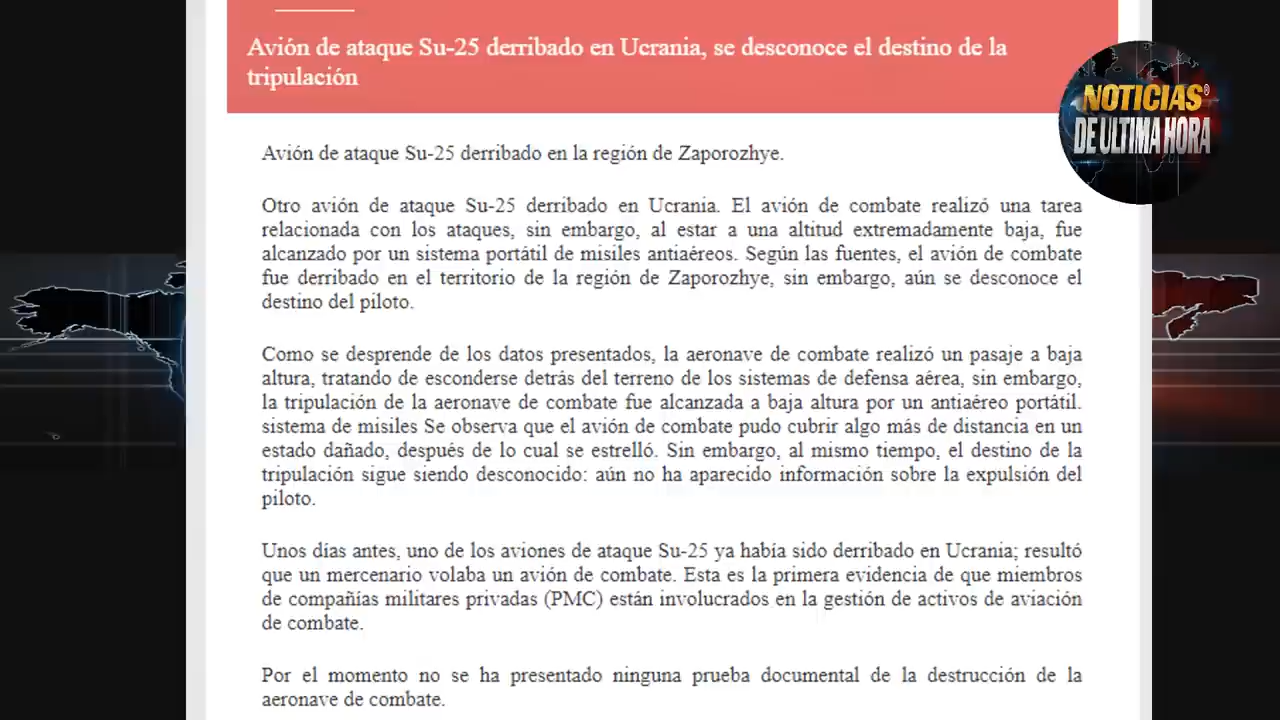 Avión de ataque Su-25 derribado en Ucrania, se desconoce el destino de la
tripulación
NOTICIAS®
DE ULTIMA HORA
Avión de ataque Su-25 derribado en la región de Zaporozhye.
Otro avión de ataque Su-25 derribado en Ucrania. El avión de combate realizó una tarea
relacionada con los ataques, sin embargo, al estar a una altitud extremadamente baja, fue
alcanzado por un sistema portátil de misiles antiaéreos. Según las fuentes, el avión de combate
fue derribado en el territorio de la región de Zaporozhye, sin embargo, aún se desconoce el
destino del piloto.
Como se desprende de los datos presentados, la aeronave de combate realizó un pasaje a baja
altura, tratando de esconderse detrás del terreno de los sistemas de defensa aérea, sin embargo,
la tripulación de la aeronave de combate fue alcanzada a baja altura por un antiaéreo portátil.
sistema de misiles Se observa que el avión de combate pudo cubrir algo más de distancia en un
estado dañado, después de lo cual se estrelló. Sin embargo, al mismo tiempo, el destino de la
tripulación sigue siendo desconocido: aún no ha aparecido información sobre la expulsión del
piloto.
Unos días antes, uno de los aviones de ataque Su-25 ya había sido derribado en Ucrania; resultó
que un mercenario volaba un avión de combate. Esta es la primera evidencia de que miembros
de compañías militares privadas (PMC) están involucrados en la gestión de activos de aviación
de combate.
Por el momento no se ha presentado ninguna prueba documental de la destrucción de la
aeronave de combate.